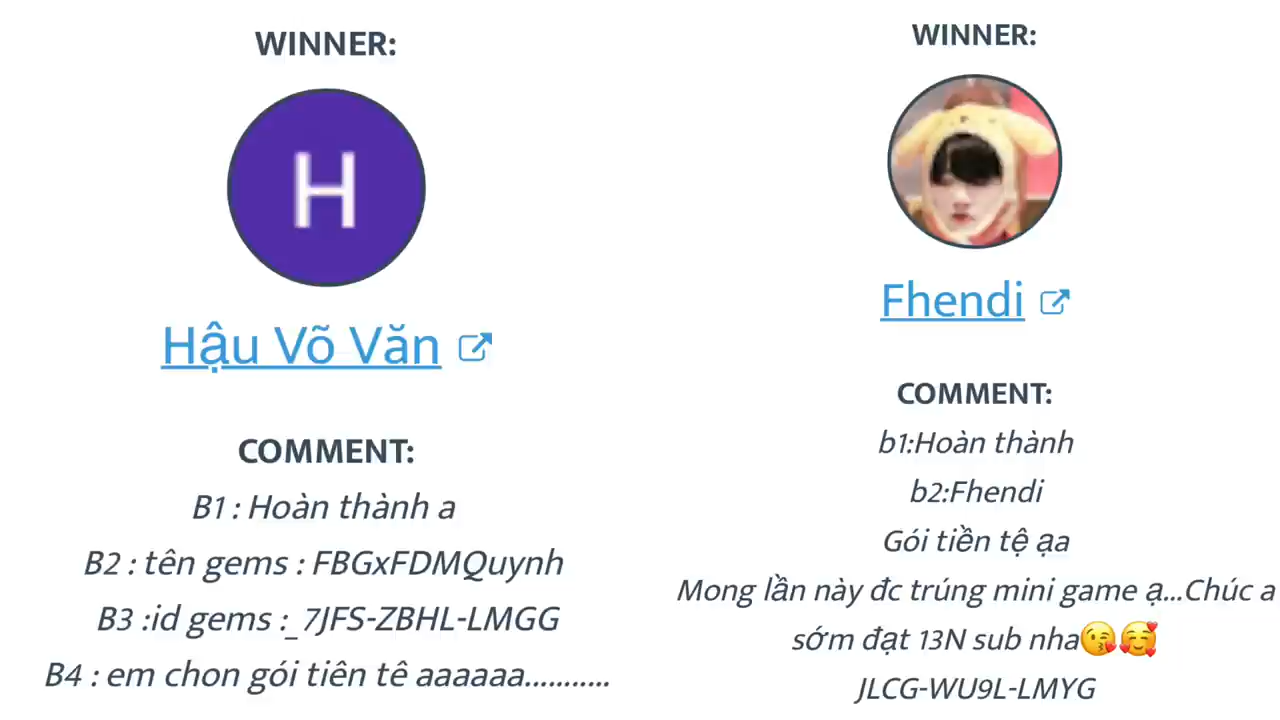 WINNER:
H
Hậu Võ Văn
COMMENT:
B1 : Hoàn thành a
B2 : tên gems : FBGxFDMQuynh
B3 :id gems :_7JFS-ZBHL-LMGG
B4 : em chon gói tiên tê aaaaaa...........
WINNER:
Fhendi
COMMENT:
b1:Hoàn thành
b2:Fhendi
Gói tiền tệ ạa
Mong lần này đc trúng mini game ạ...Chúc a
sớm đạt 13N sub nha😘🥰
JLCG-WU9L-LMYG